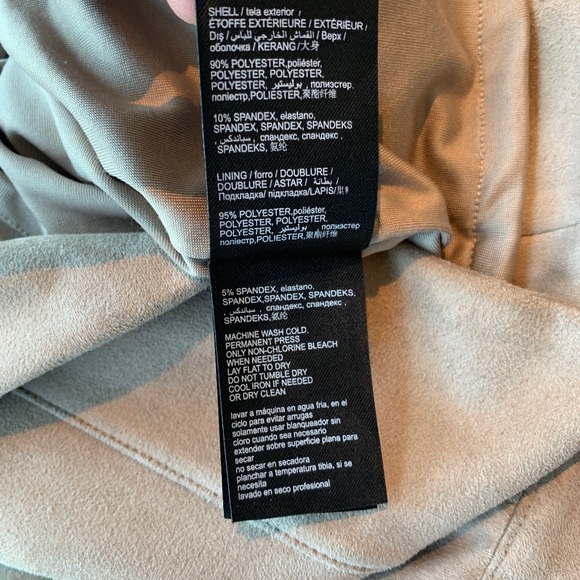 SHELL / tela exterior /
ÉTOFFE EXTÉRIEURE / EXTÉRIEUR /
Dış / القماش الخارجي للباس / Верх /
оболочка / KERANG/大身
90% POLYESTER,poliéster,
POLYESTER, POLYESTER,
POLYESTER, بوليستير, полиэстер,
поліестр,POLIESTER,聚酯纤维
10% SPANDEX, elastano,
SPANDEX, SPANDEX, SPANDEKS
, سباندكس, спандекс, спандекс,
SPANDEKS,氨纶
LINING / forro / DOUBLURE /
DOUBLURE / ASTAR / بطانة /
Подкладка/ підкладка/LAPIS/里
95% POLYESTER,poliéster,
POLYESTER, POLYESTER,
POLYESTER, بوليستير, полиэстер
поліестр,POLIESTER,聚酯纤维
5% SPANDEX, elastano,
SPANDEX,SPANDEX, SPANDEKS,
, سباندكس, спандекс, спандекс,
SPANDEKS,氨纶
MACHINE WASH COLD.
PERMANENT PRESS
ONLY NON-CHLORINE BLEACH
WHEN NEEDED
LAY FLAT TO DRY
DO NOT TUMBLE DRY
COOL IRON IF NEEDED
OR DRY CLEAN
lavar a máquina en agua fria, en el
ciclo para evitar arrugas
solamente usar blanqueador sin
cloro cuando sea necesario
extender sobre superficie plana para
secar
no secar en secadora
planchar a temperatura tibia, si se
necesita
lavado en seco profesional